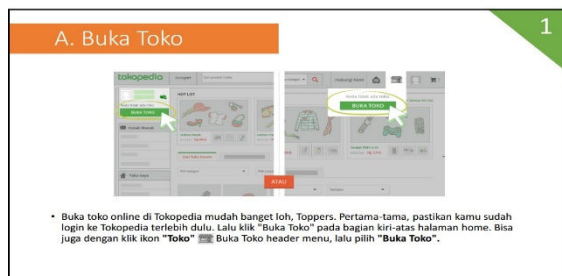 A. Buka Toko
1
tokopedia
HOT LIST
BUKA TOKO
BUKA TOKO
ATAU
• Buka toko online di Tokopedia mudah banget loh, Toppers. Pertama-tama, pastikan kamu sudah
login ke Tokopedia terlebih dulu. Lalu klik "Buka Toko" pada bagian kiri-atas halaman home. Bisa
juga dengan klik ikon "Toko" Buka Toko header menu, lalu pilih "Buka Toko".